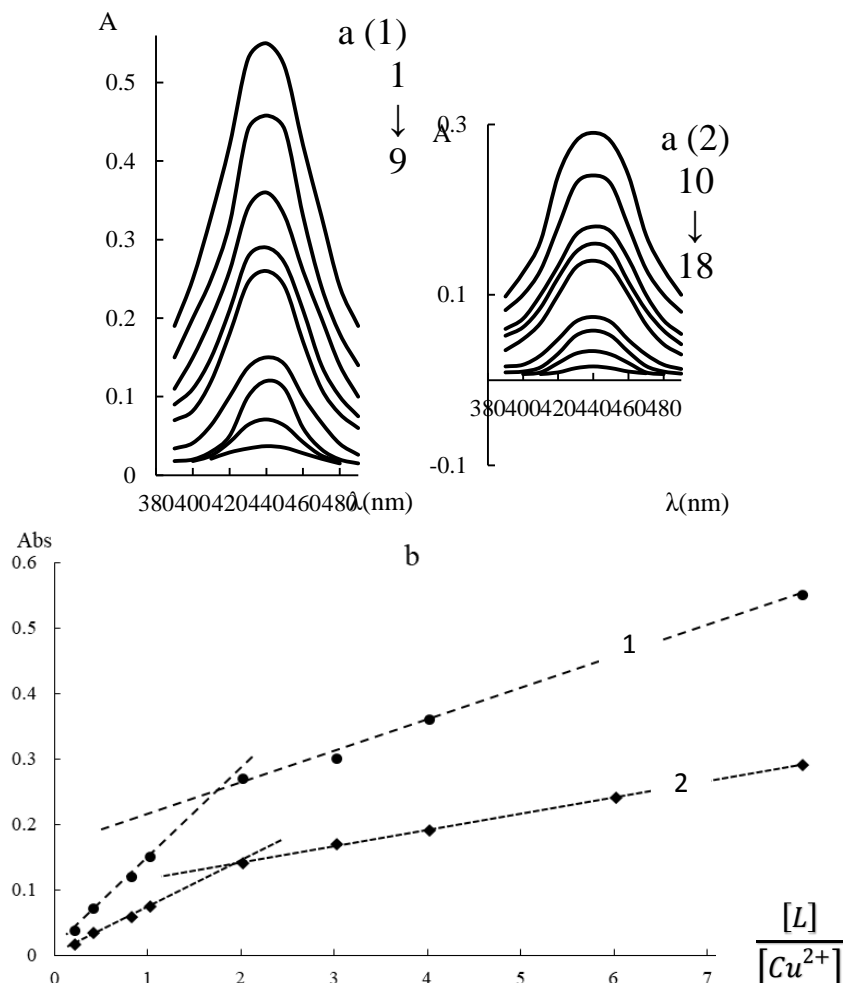 A
a (1)
1
↓
9
0.5
0.4
0.3
0.2
0.1
0
380400420440460480λ(nm)
0.3
A
a (2)
10
↓
18
0.1
380400420440460480
-0.1
λ(nm)
Abs
b
0.6
0.5
0.4
0.3
0.2
0.1
0
1
2
0 1 2 3 4 5 6 7
[L]
[Cu²⁺]